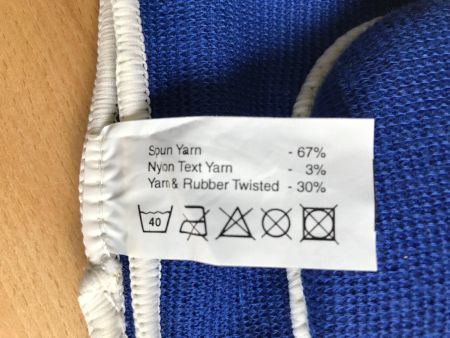 Spun Yarn - 67%
Nylon Text Yarn - 3%
Yarn & Rubber Twisted - 30%
40